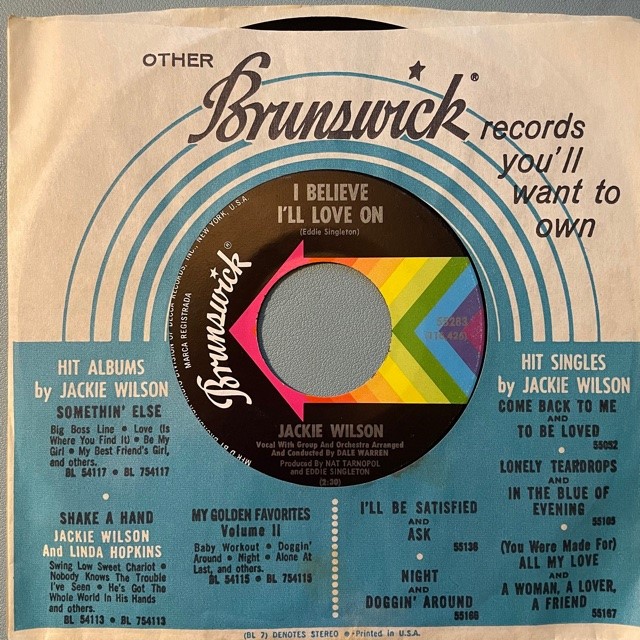 OTHER
Brunswick®
records
you'll
want to
own
I BELIEVE
I'LL LOVE ON
(Eddie Singleton)
Brunswick®
MARCA REGISTRADA
DIVISION OF DECCA RECORDS, INC., NEW YORK, U.S.A.
55283
JACKIE WILSON
Vocal With Group And Orchestra Arranged
And Conducted By DALE WARREN
Produced By NAT TARNOPOL
and EDDIE SINGLETON
(2:30)
HIT ALBUMS
by JACKIE WILSON
SOMETHIN' ELSE
Big Boss Line • Love (Is
Where You Find It) • Be My
Girl • My Best Friend's Girl,
and others.
BL 54117 • BL 754117
SHAKE A HAND
JACKIE WILSON
And LINDA HOPKINS
Swing Low Sweet Chariot •
Nobody Knows The Trouble
I've Seen • He's Got The
Whole World In His Hands
and others.
BL 54113 • BL 754113
MY GOLDEN FAVORITES
Volume II
Baby Workout • Doggin'
Around • Night • Alone At
Last, and others.
BL 54115 • BL 754115
HIT SINGLES
by JACKIE WILSON
COME BACK TO ME
AND
TO BE LOVED
55052
LONELY TEARDROPS
AND
IN THE BLUE OF
EVENING
55105
I'LL BE SATISFIED
AND
ASK
55136
NIGHT
AND
DOGGIN' AROUND
55166
(You Were Made For)
ALL MY LOVE
AND
A WOMAN, A LOVER,
A FRIEND
55167
(BL 7) DENOTES STEREO • Printed in U.S.A.